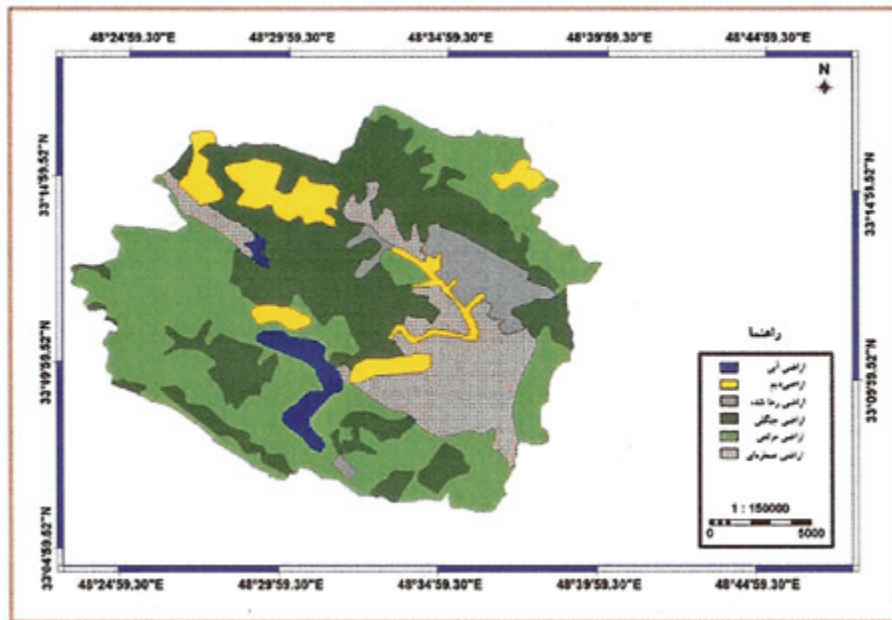 48°24'59.30"E 48°29'59.30"E 48°34'59.30"E 48°39'59.30"E 48°44'59.30"E
N
33°14'59.52"N 33°14'59.52"N
33°09'59.52"N 33°09'59.52"N
33°04'59.52"N
راهنما
اراضی آبی
اراضی دیم
اراضی رها شده
اراضی جنگلی
اراضی مرتعی
اراضی صخره‌ای
1 : 150000
0 5000
48°24'59.30"E 48°29'59.30"E 48°34'59.30"E 48°39'59.30"E 48°44'59.30"E